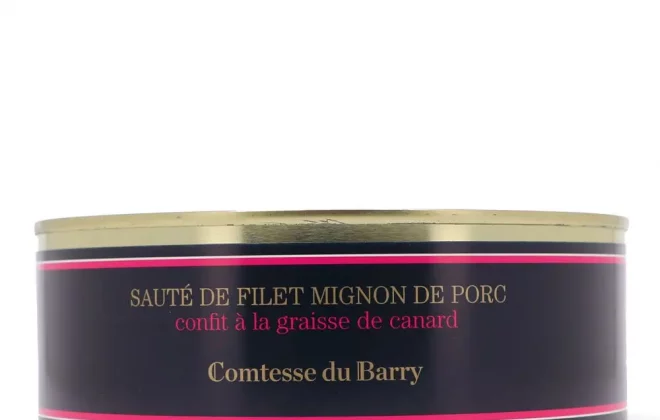 SAUTÉ DE FILET MIGNON DE PORC
confit à la graisse de canard
Comtesse du Barry